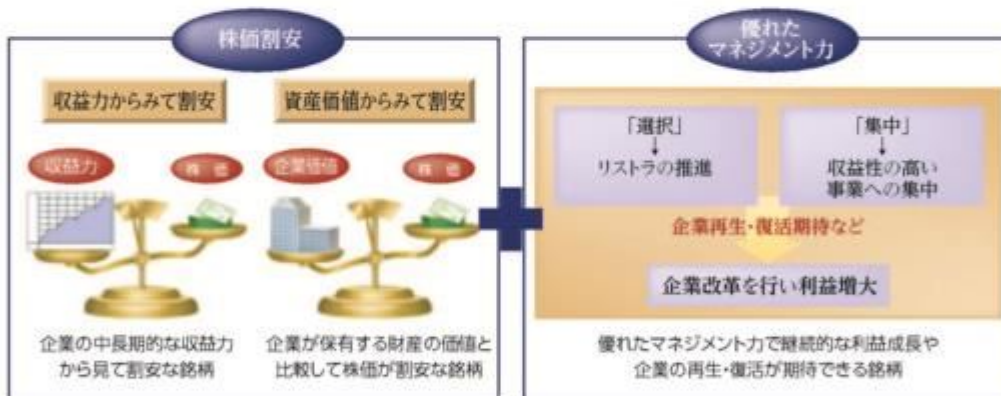 株価割安
収益力からみて割安
資産価値からみて割安
収益力
株 価
企業価値
株 価
企業の中長期的な収益力
から見て割安な銘柄
企業が保有する財産の価値と
比較して株価が割安な銘柄
優れた
マネジメント力
「選択」
↓
リストラの推進
「集中」
↓
収益性の高い
事業への集中
企業再生・復活期待など
企業改革を行い利益増大
優れたマネジメント力で継続的な利益成長や
企業の再生・復活が期待できる銘柄